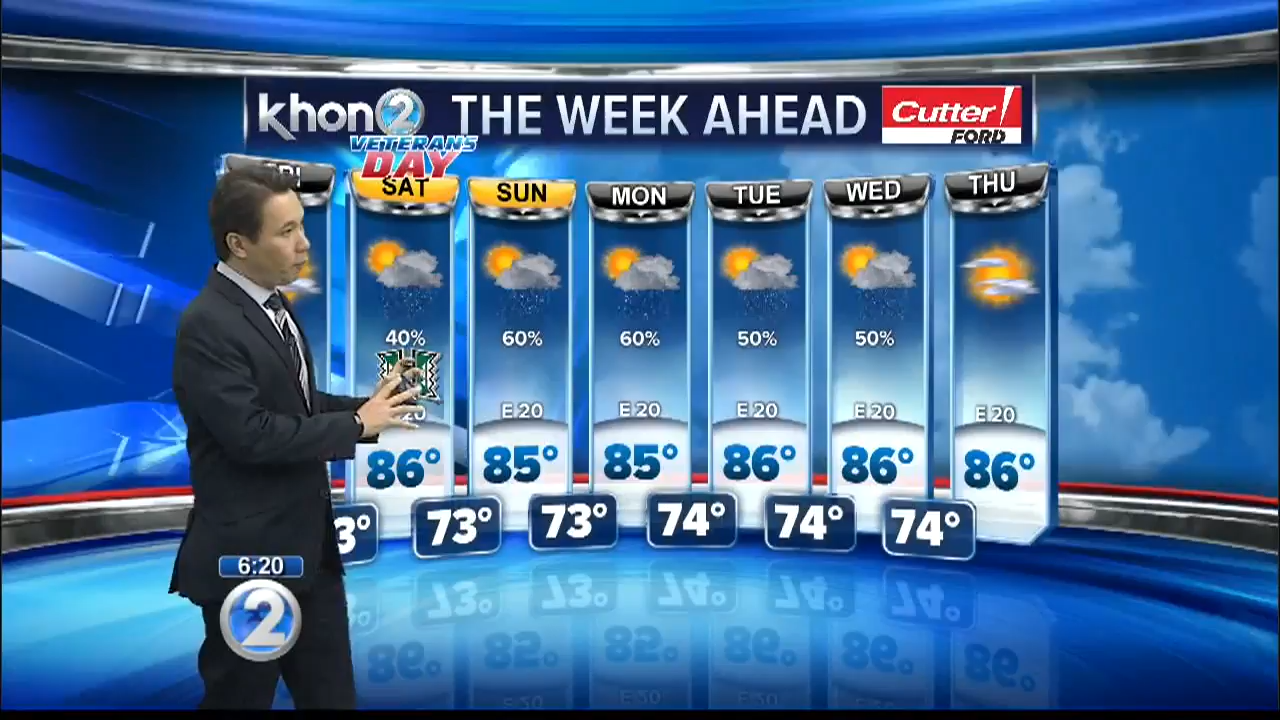 khon2 THE WEEK AHEAD Cutter!
FORD
VETERANS
DAY
SAT SUN MON TUE WED THU
40% 60% 60% 50% 50%
H
E 20 E 20 E 20 E 20 E 20
86° 85° 85° 86° 86° 86°
3° 73° 73° 74° 74° 74°
6:20
2